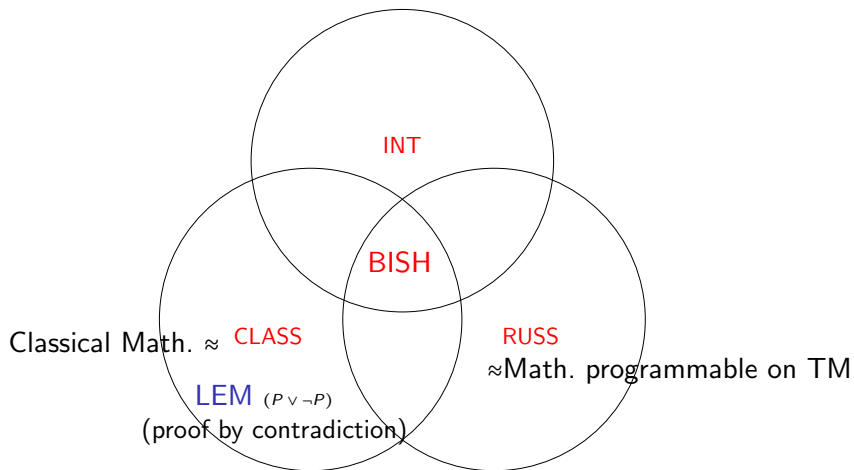 INT
BISH
Classical Math. ≈ CLASS
RUSS
≈Math. programmable on TM
LEM (P ∨ ¬P)
(proof by contradiction)